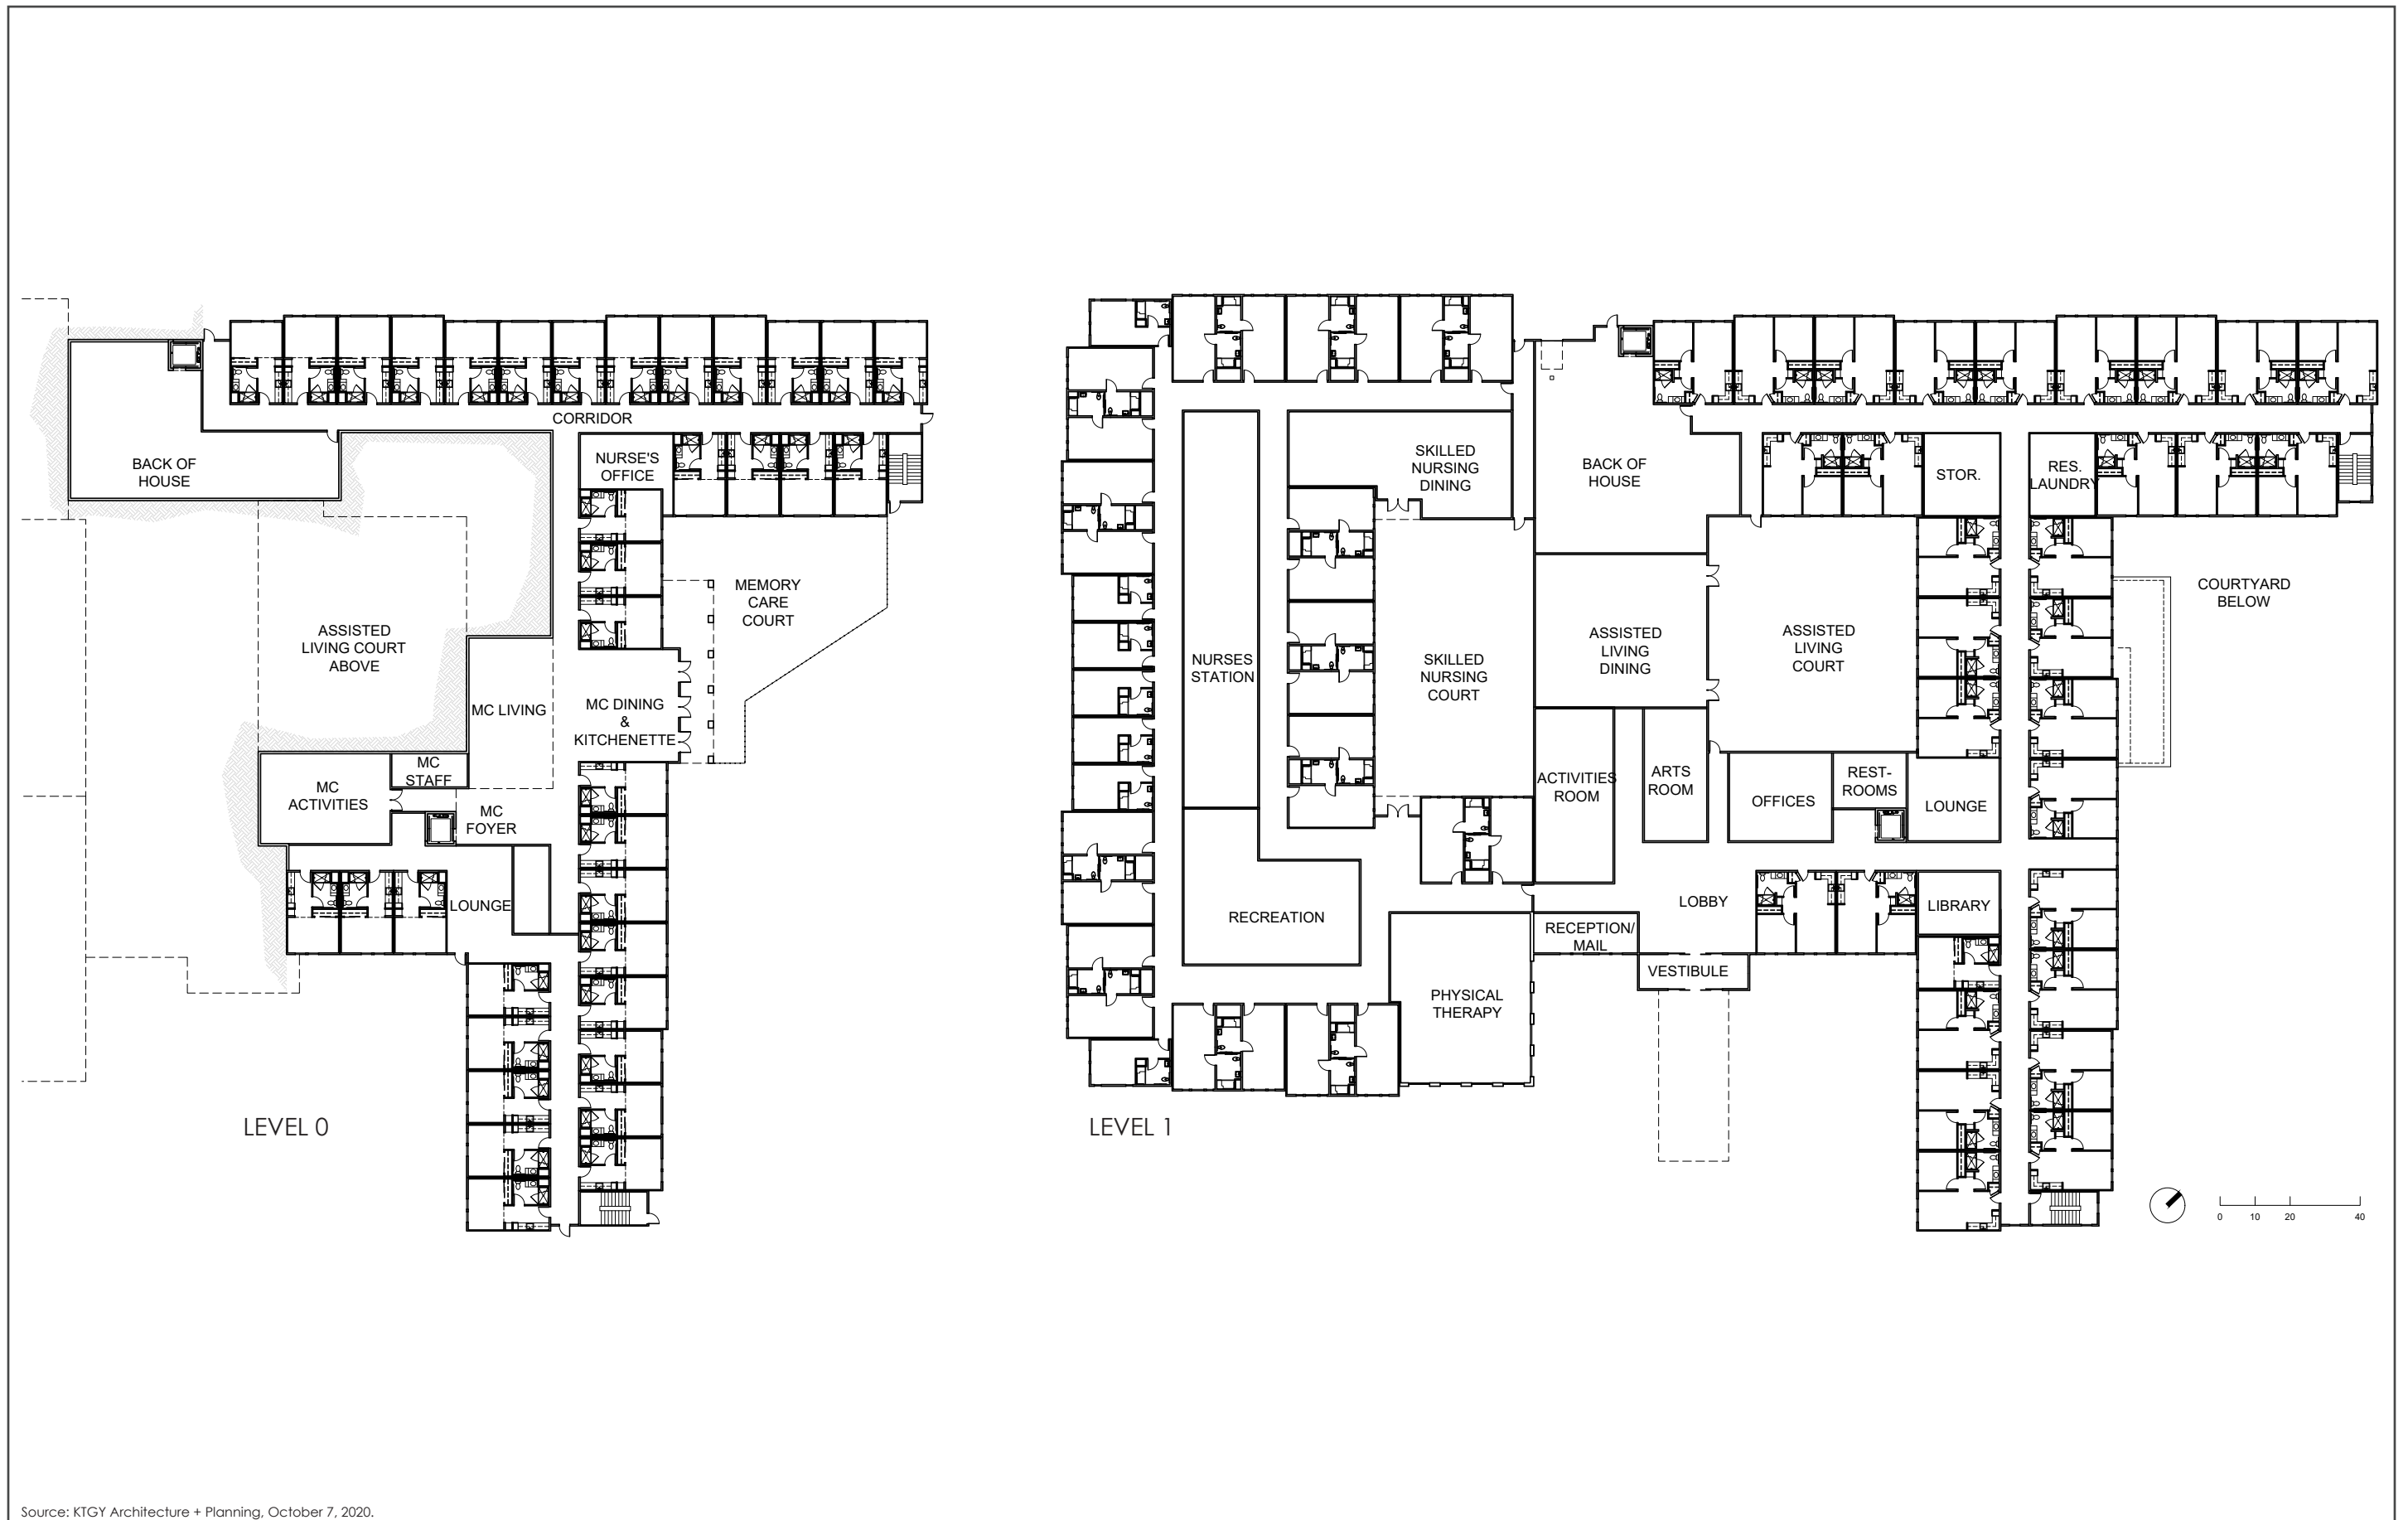 CORRIDOR
BACK OF
HOUSE
NURSE'S
OFFICE
MEMORY
CARE
COURT
ASSISTED
LIVING COURT
ABOVE
MC LIVING
MC DINING
&
KITCHENETTE
MC
STAFF
MC
ACTIVITIES
MC
FOYER
LOUNGE
LEVEL 0
SKILLED
NURSING
DINING
BACK OF
HOUSE
STOR.
RES.
LAUNDRY
COURTYARD
BELOW
NURSES
STATION
SKILLED
NURSING
COURT
ASSISTED
LIVING
DINING
ASSISTED
LIVING
COURT
ACTIVITIES
ROOM
ARTS
ROOM
OFFICES
REST-
ROOMS
LOUNGE
RECREATION
LOBBY
LIBRARY
RECEPTION/
MAIL
VESTIBULE
PHYSICAL
THERAPY
LEVEL 1
0 10 20 40
Source: KTGY Architecture + Planning, October 7, 2020.